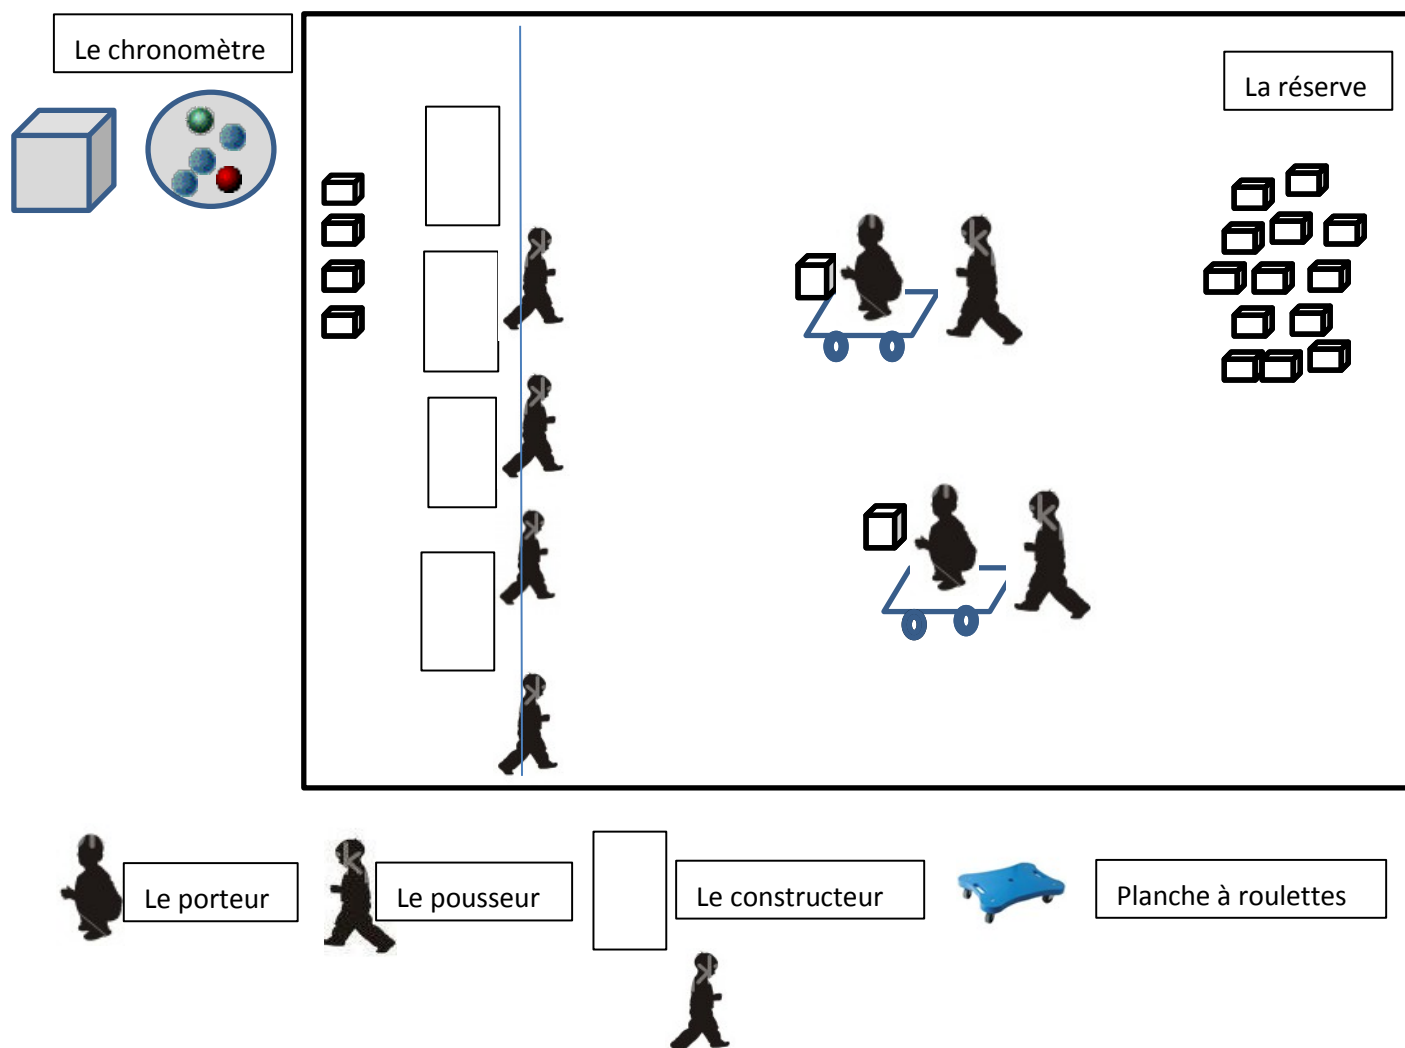 Le chronomètre
La réserve
Le porteur
Le pousseur
Le constructeur
Planche à roulettes